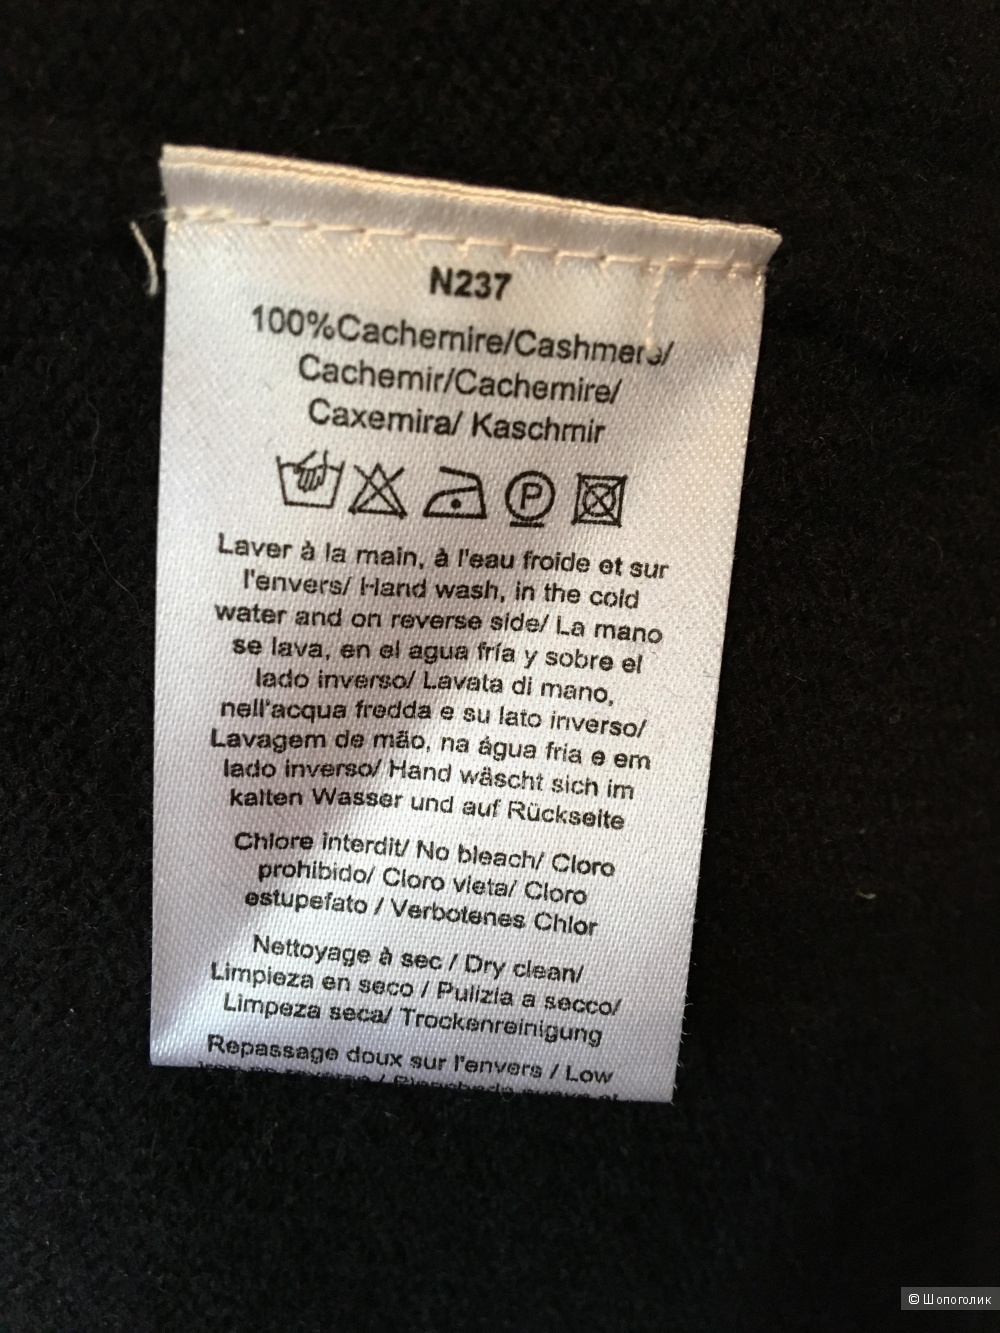 N237
100%Cachemire/Cashmere/
Cachemir/Cachemire/
Caxemira/ Kaschmir
P
Laver à la main, à l'eau froide et sur
l'envers/ Hand wash, in the cold
water and on reverse side/ La mano
se lava, en el agua fría y sobre el
lado inverso/ Lavata di mano,
nell'acqua fredda e su lato inverso/
Lavagem de mão, na água fria e em
lado inverso/ Hand wäscht sich im
kalten Wasser und auf Rückseite
Chlore interdit/ No bleach/ Cloro
prohibido/ Cloro vieta/ Cloro
estupefato / Verbotenes Chlor
Nettoyage à sec / Dry clean/
Limpieza en seco / Pulizia a secco/
Limpeza seca/ Trockenreinigung
Repassage doux sur l'envers / Low
© Шопоголик